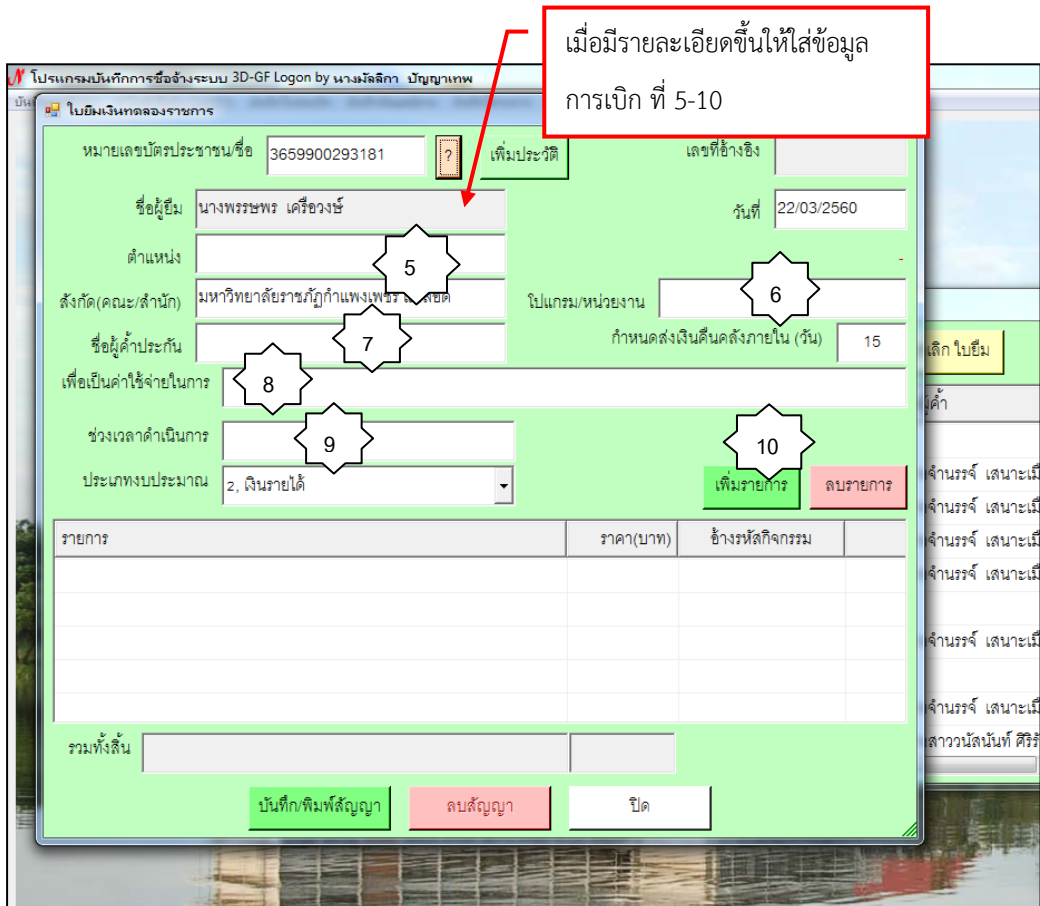 เมื่อมีรายละเอียดขึ้นให้ใส่ข้อมูล
การเบิก ที่ 5-10
โปรแกรมบันทึกการซื้อจ้างระบบ 3D-GF Logon by นางมัลลิกา ปัญญาเทพ
ใบยืมเงินทดลองราชการ
หมายเลขบัตรประชาชน/ชื่อ 3659900293181 ? เพิ่มประวัติ เลขที่อ้างอิง
ชื่อผู้ยืม นางพรรษพร เครือวงษ์ วันที่ 22/03/2560
ตำแหน่ง 5 -
สังกัด(คณะ/สำนัก) มหาวิทยาลัยราชภัฏกำแพงเพชร โปแกรม/หน่วยงาน 6
ชื่อผู้ค้ำประกัน 7 กำหนดส่งเงินคืนคลังภายใน (วัน) 15
เลิก ใบยืม
เพื่อเป็นค่าใช้จ่ายในการ 8
ผู้ค้ำ
ช่วงเวลาดำเนินการ 9 10
ประเภทงบประมาณ 2, เงินรายได้ เพิ่มรายการ ลบรายการ
จำนรรจ์ เสนาะเมื
จำนรรจ์ เสนาะเมื
รายการ ราคา(บาท) อ้างรหัสกิจกรรม
จำนรรจ์ เสนาะเมื
จำนรรจ์ เสนาะเมื
จำนรรจ์ เสนาะเมื
จำนรรจ์ เสนาะเมื
สาววนัสนันท์ ศิริรั
รวมทั้งสิ้น
บันทึก/พิมพ์สัญญา ลบสัญญา ปิด